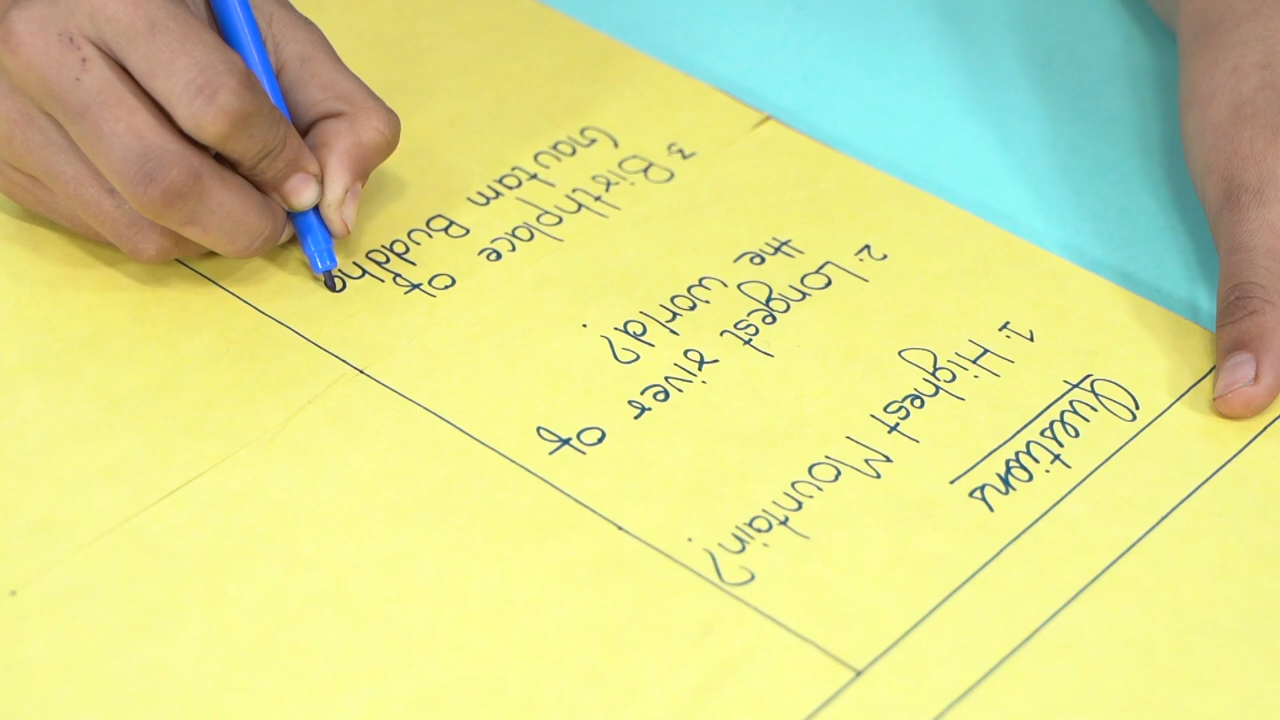 Questions
1. Highest Mountain?
2. Longest river of
the world?
3. Birthplace of
Gautam Buddha